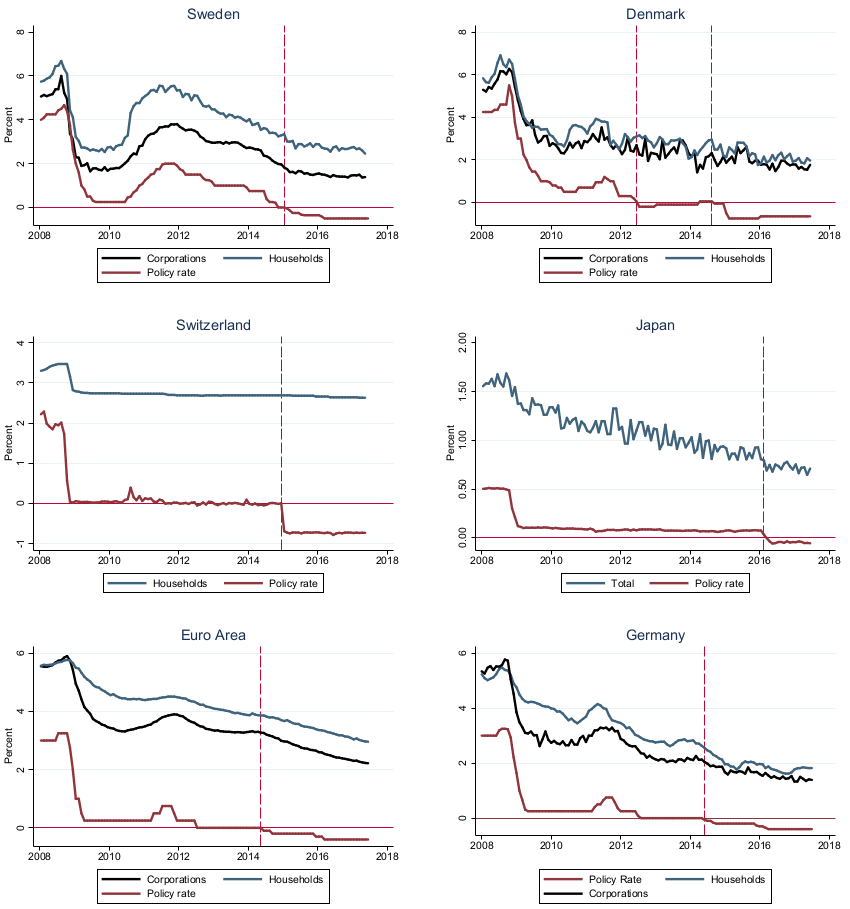 Sweden
Percent
8
6
4
2
0
2008 2010 2012 2014 2016 2018
Corporations Households
Policy rate
Denmark
Percent
8
6
4
2
0
2008 2010 2012 2014 2016 2018
Corporations Households
Policy rate
Switzerland
Percent
4
3
2
1
0
-1
2008 2010 2012 2014 2016 2018
Households Policy rate
Japan
Percent
2.00
1.50
1.00
0.50
0.00
2008 2010 2012 2014 2016 2018
Total Policy rate
Euro Area
Percent
6
4
2
0
2008 2010 2012 2014 2016 2018
Corporations Households
Policy rate
Germany
Percent
6
4
2
0
2008 2010 2012 2014 2016 2018
Policy Rate Households
Corporations